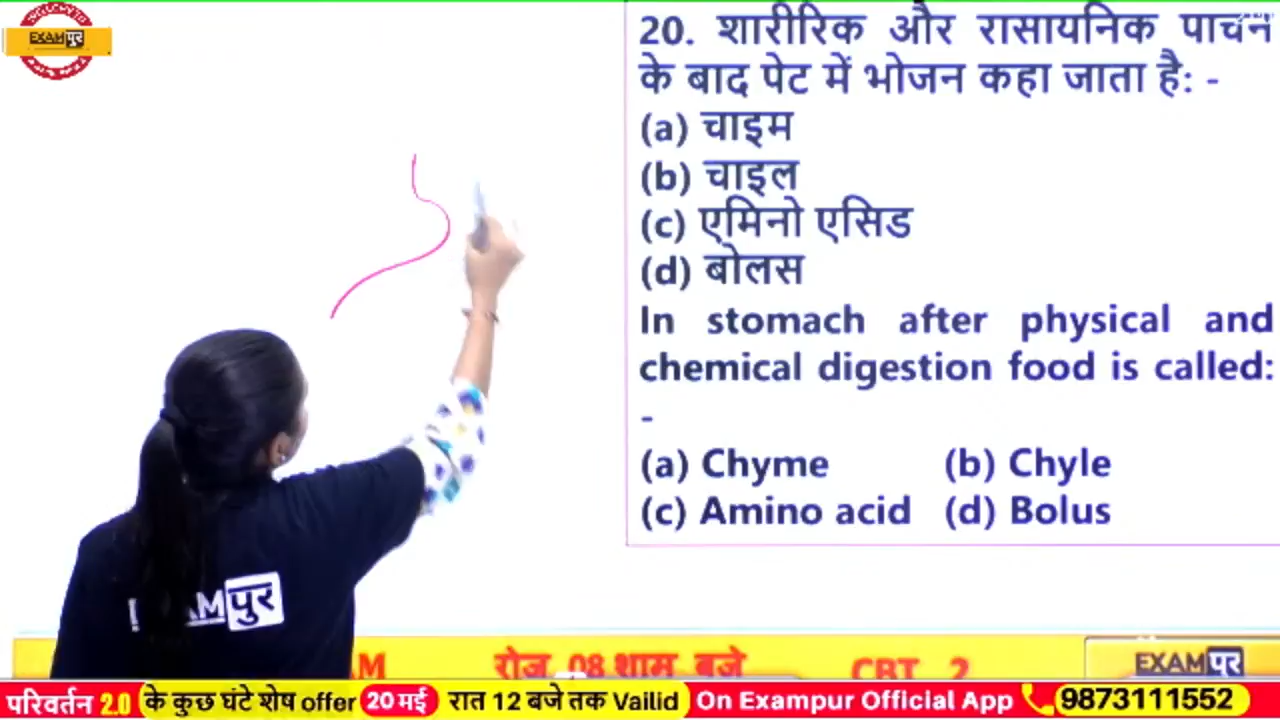 EXAMपुर
20. शारीरिक और रासायनिक पाचन
के बाद पेट में भोजन कहा जाता है: -
(a) चाइम
(b) चाइल
(c) एमिनो एसिड
(d) बोलस
In stomach after physical and
chemical digestion food is called:
-
(a) Chyme (b) Chyle
(c) Amino acid (d) Bolus
पुर
रोज 08 शाम बजे
CBT 2
EXAMपुर
परिवर्तन 2.0 के कुछ घंटे शेष offer 20 मई रात 12 बजे तक Vailid On Exampur Official App 9873111552